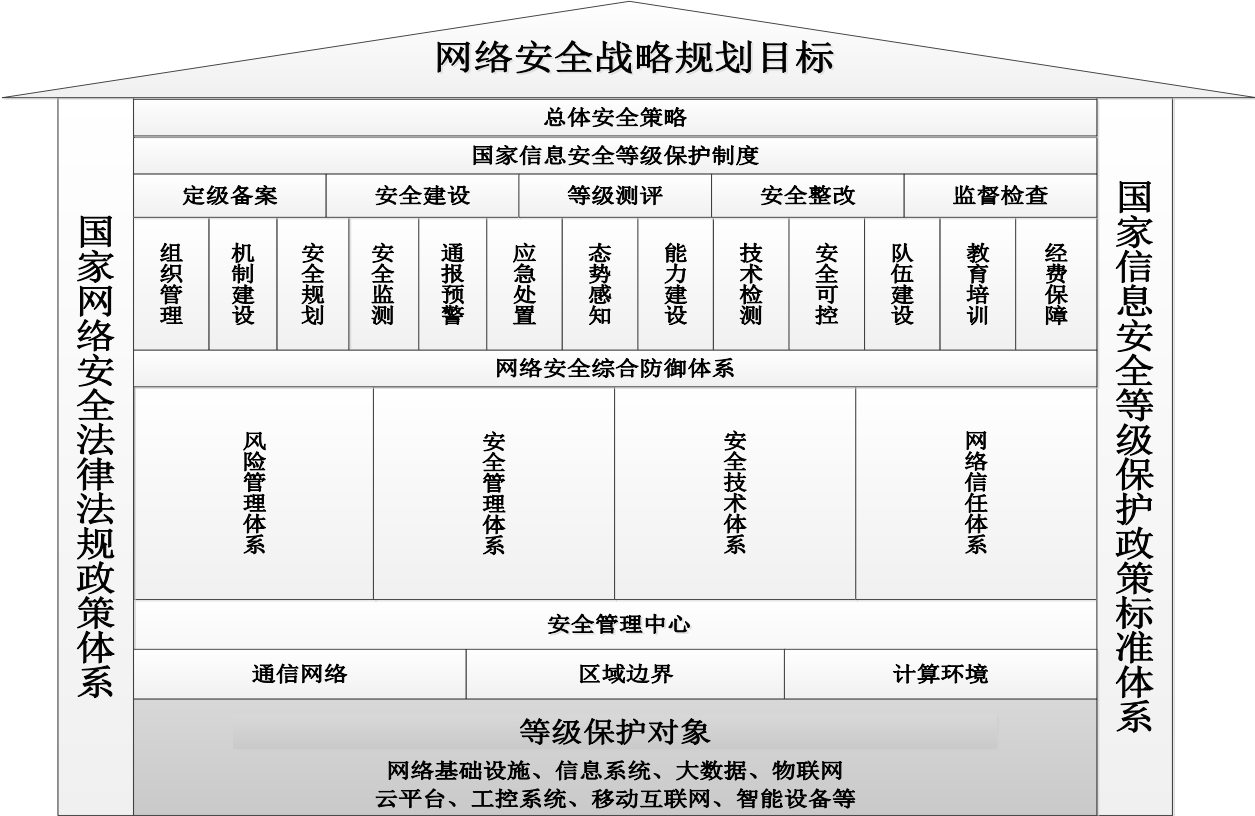 网络安全战略规划目标
总体安全策略
国家信息安全等级保护制度
定级备案
安全建设
等级测评
安全整改
监督检查
国家网络安全法律法规政策体系
组织管理
机制建设
安全规划
安全监测
通报预警
应急处置
态势感知
能力建设
技术检测
安全可控
队伍建设
教育培训
经费保障
国家信息安全等级保护政策标准体系
网络安全综合防御体系
风险管理体系
安全管理体系
安全技术体系
网络信任体系
安全管理中心
通信网络
区域边界
计算环境
等级保护对象
网络基础设施、信息系统、大数据、物联网
云平台、工控系统、移动互联网、智能设备等